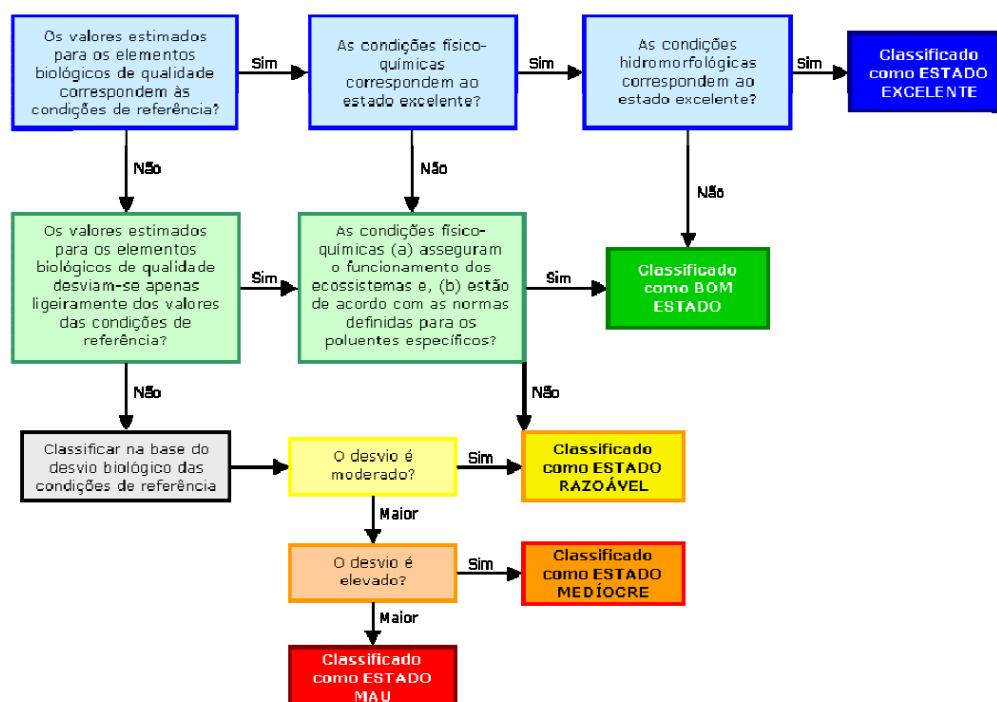 Os valores estimados
para os elementos
biológicos de qualidade
correspondem às
condições de referência?
Sim
As condições físico-
químicas
correspondem ao
estado excelente?
Sim
As condições
hidromorfológicas
correspondem ao
estado excelente?
Sim
Classificado
como ESTADO
EXCELENTE
Não
Não
Não
Os valores estimados
para os elementos
biológicos de qualidade
desviam-se apenas
ligeiramente dos valores
das condições de
referência?
Sim
As condições físico-
químicas (a) asseguram
o funcionamento dos
ecossistemas e, (b) estão
de acordo com as normas
definidas para os
poluentes específicos?
Sim
Classificado
como BOM
ESTADO
Não
Não
Classificar na base do
desvio biológico das
condições de referência
O desvio é
moderado?
Sim
Classificado
como ESTADO
RAZOÁVEL
Maior
O desvio é
elevado?
Sim
Classificado
como ESTADO
MEDÍOCRE
Maior
Classificado
como ESTADO
MAU